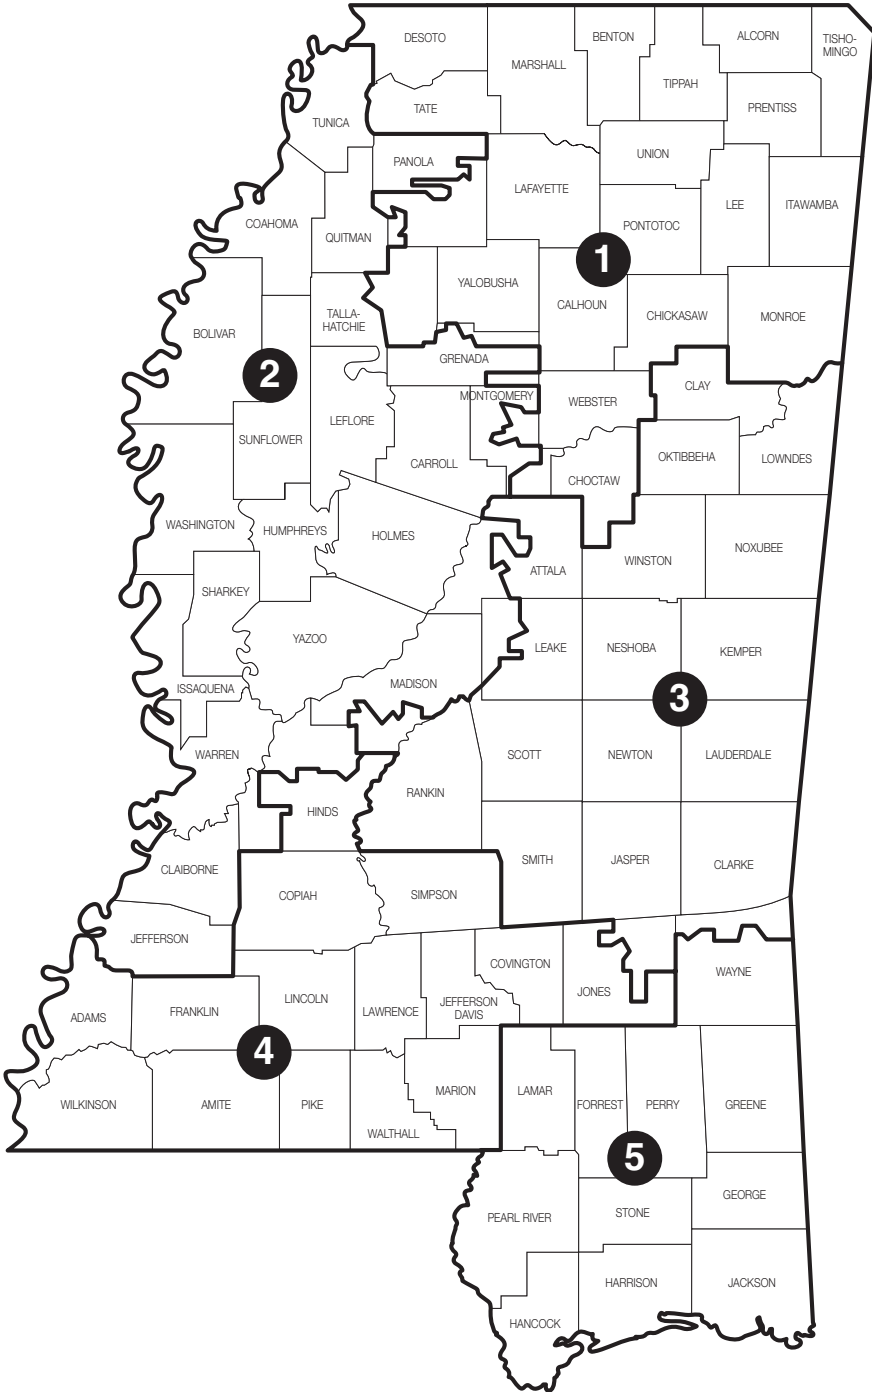 DESOTO
BENTON
ALCORN
TISHO-
MINGO
MARSHALL
TIPPAH
TATE
PRENTISS
TUNICA
UNION
PANOLA
LAFAYETTE
LEE
ITAWAMBA
COAHOMA
PONTOTOC
QUITMAN
1
YALOBUSHA
CALHOUN
TALLA-
HATCHIE
CHICKASAW
MONROE
BOLIVAR
GRENADA
2
CLAY
MONTGOMERY
WEBSTER
LEFLORE
SUNFLOWER
OKTIBBEHA
LOWNDES
CARROLL
CHOCTAW
WASHINGTON
HUMPHREYS
HOLMES
NOXUBEE
WINSTON
ATTALA
SHARKEY
YAZOO
LEAKE
NESHOBA
KEMPER
ISSAQUENA
MADISON
3
WARREN
SCOTT
NEWTON
LAUDERDALE
RANKIN
HINDS
SMITH
JASPER
CLARKE
CLAIBORNE
COPIAH
SIMPSON
JEFFERSON
COVINGTON
WAYNE
JONES
LINCOLN
JEFFERSON
DAVIS
FRANKLIN
LAWRENCE
ADAMS
4
MARION
LAMAR
FORREST
PERRY
GREENE
WILKINSON
AMITE
PIKE
WALTHALL
5
GEORGE
PEARL RIVER
STONE
HARRISON
JACKSON
HANCOCK